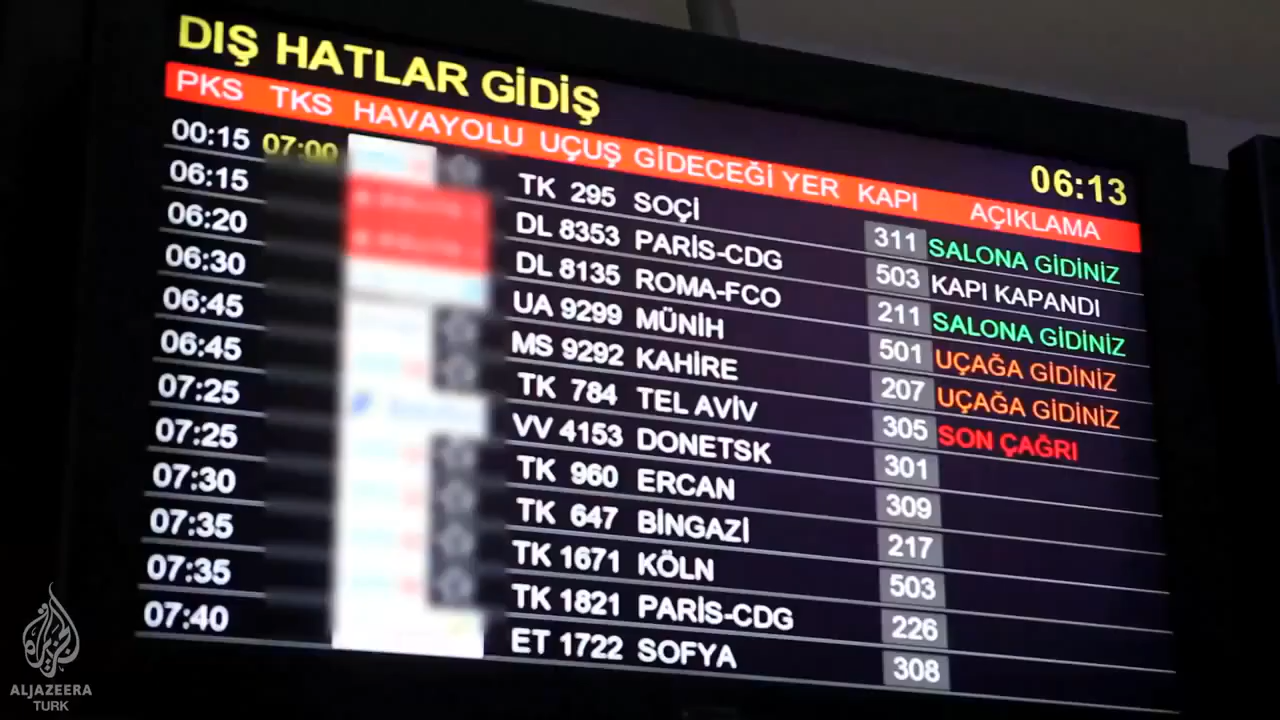 DIŞ HATLAR GİDİŞ 06:13
PKS TKS HAVAYOLU UÇUŞ GİDECEĞİ YER KAPI AÇIKLAMA
00:15 07:00 TK 295 SOÇİ 311 SALONA GİDİNİZ
06:15 DL 8353 PARİS-CDG 503 KAPI KAPANDI
06:20 DL 8135 ROMA-FCO 211 SALONA GİDİNİZ
06:30 UA 9299 MÜNİH 501 UÇAĞA GİDİNİZ
06:45 MS 9292 KAHİRE 207 UÇAĞA GİDİNİZ
06:45 TK 784 TEL AVİV 305 SON ÇAĞRI
07:25 VV 4153 DONETSK 301
07:25 TK 960 ERCAN 309
07:30 TK 647 BİNGAZİ 217
07:35 TK 1671 KÖLN 503
07:35 TK 1821 PARİS-CDG 226
07:40 ET 1722 SOFYA 308
ALJAZEERA
TURK